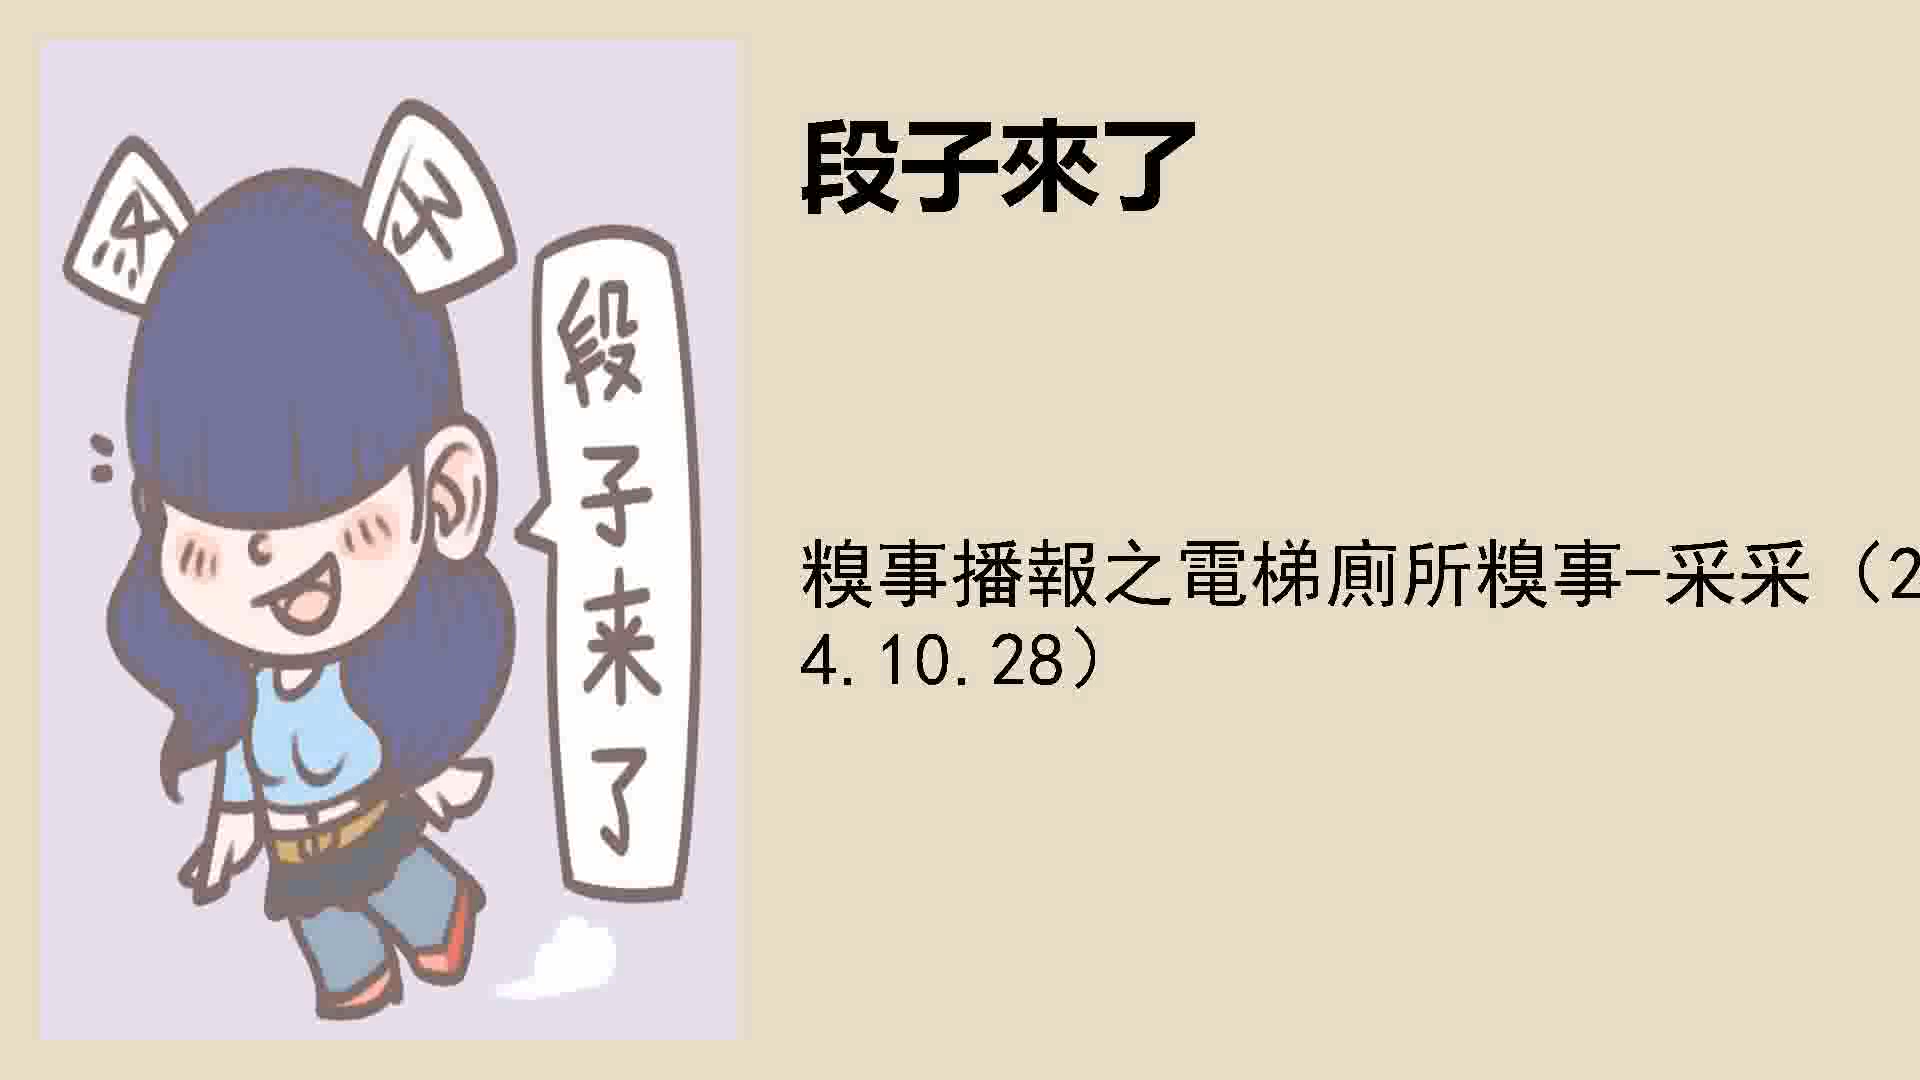 段子來了
糗事播報之電梯廁所糗事-采采（2
4.10.28）
采
段
子
来
了